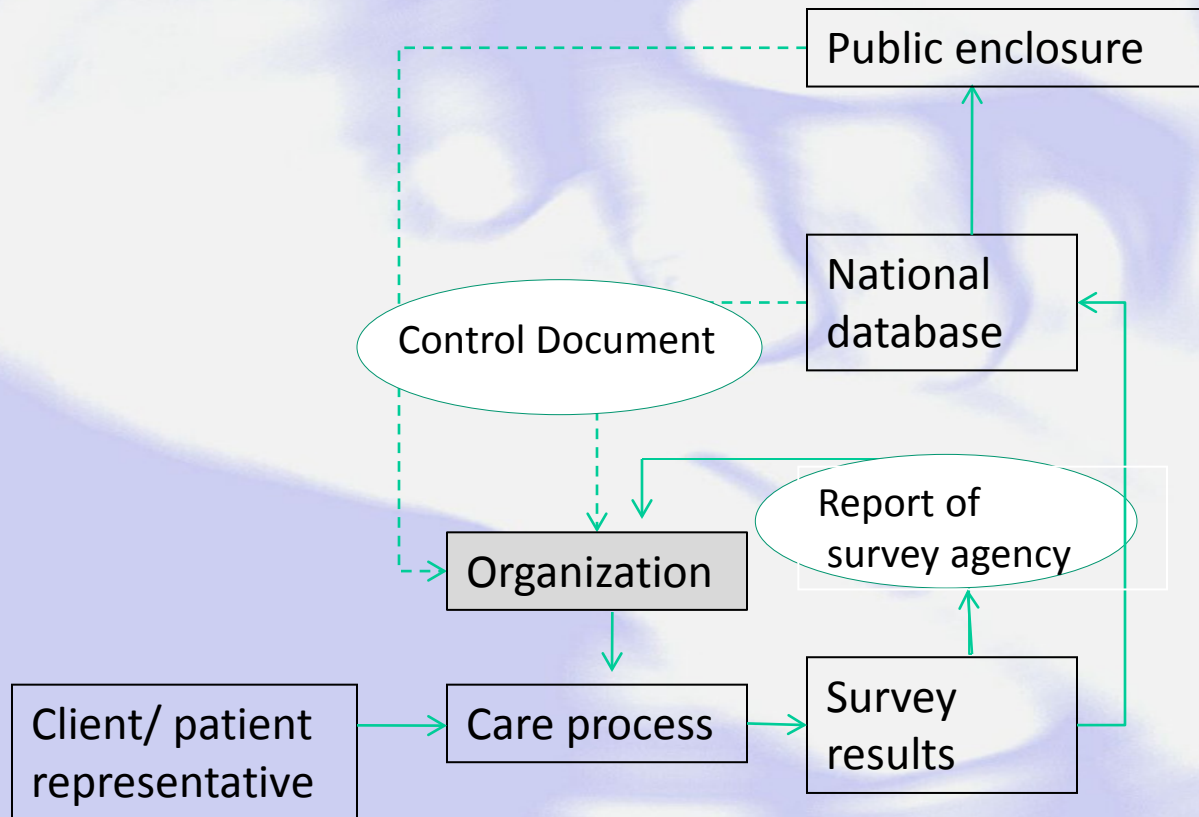 Public enclosure
National
database
Control Document
Report of
survey agency
Organization
Survey
results
Care process
Client/ patient
representative